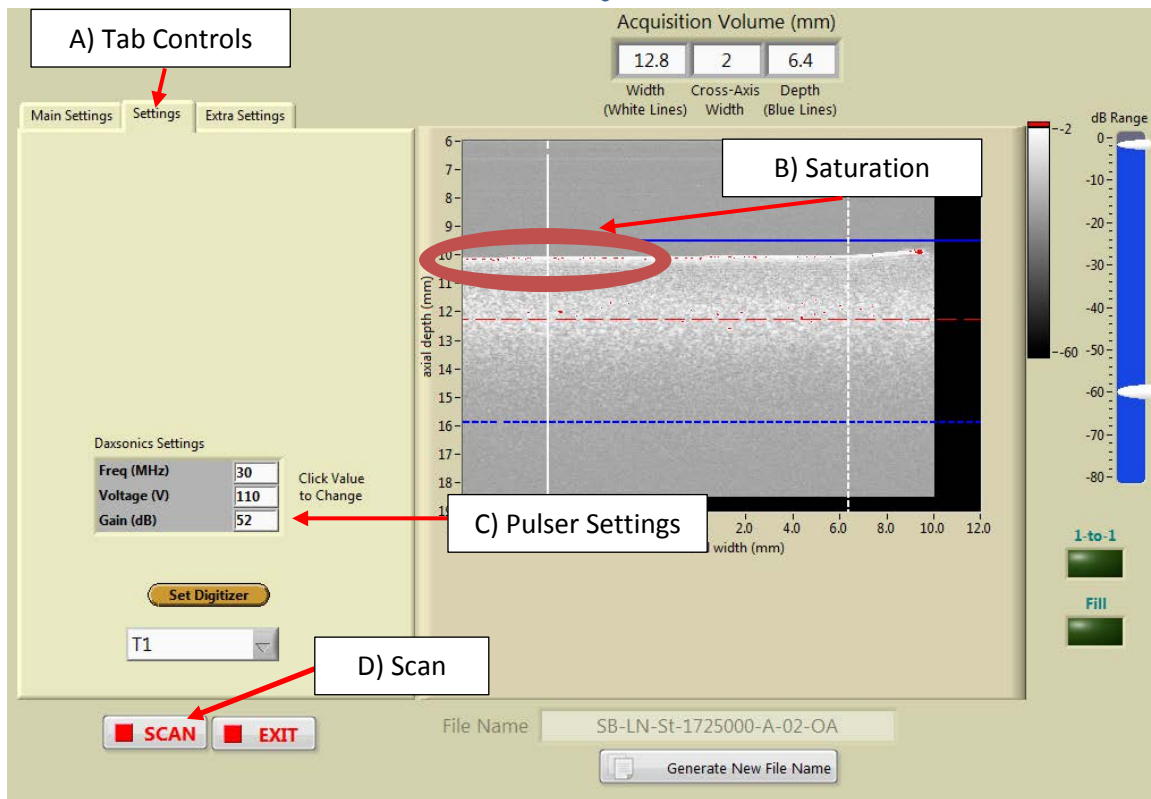 A) Tab Controls
Acquisition Volume (mm)
12.8 2 6.4
Width Cross-Axis Depth
(White Lines) Width (Blue Lines)
Main Settings Settings Extra Settings
B) Saturation
6
7
8
9
10
11
12
13
14
15
16
17
18
19
axial depth (mm)
2.0 4.0 6.0 8.0 10.0 12.0
width (mm)
-2
-60
dB Range
0
-10
-20
-30
-40
-50
-60
-70
-80
Daxsonics Settings
Freq (MHz) 30
Voltage (V) 110
Gain (dB) 52
Click Value
to Change
C) Pulser Settings
Set Digitizer
T1
D) Scan
1-to-1
Fill
SCAN EXIT
File Name SB-LN-St-1725000-A-02-OA
Generate New File Name